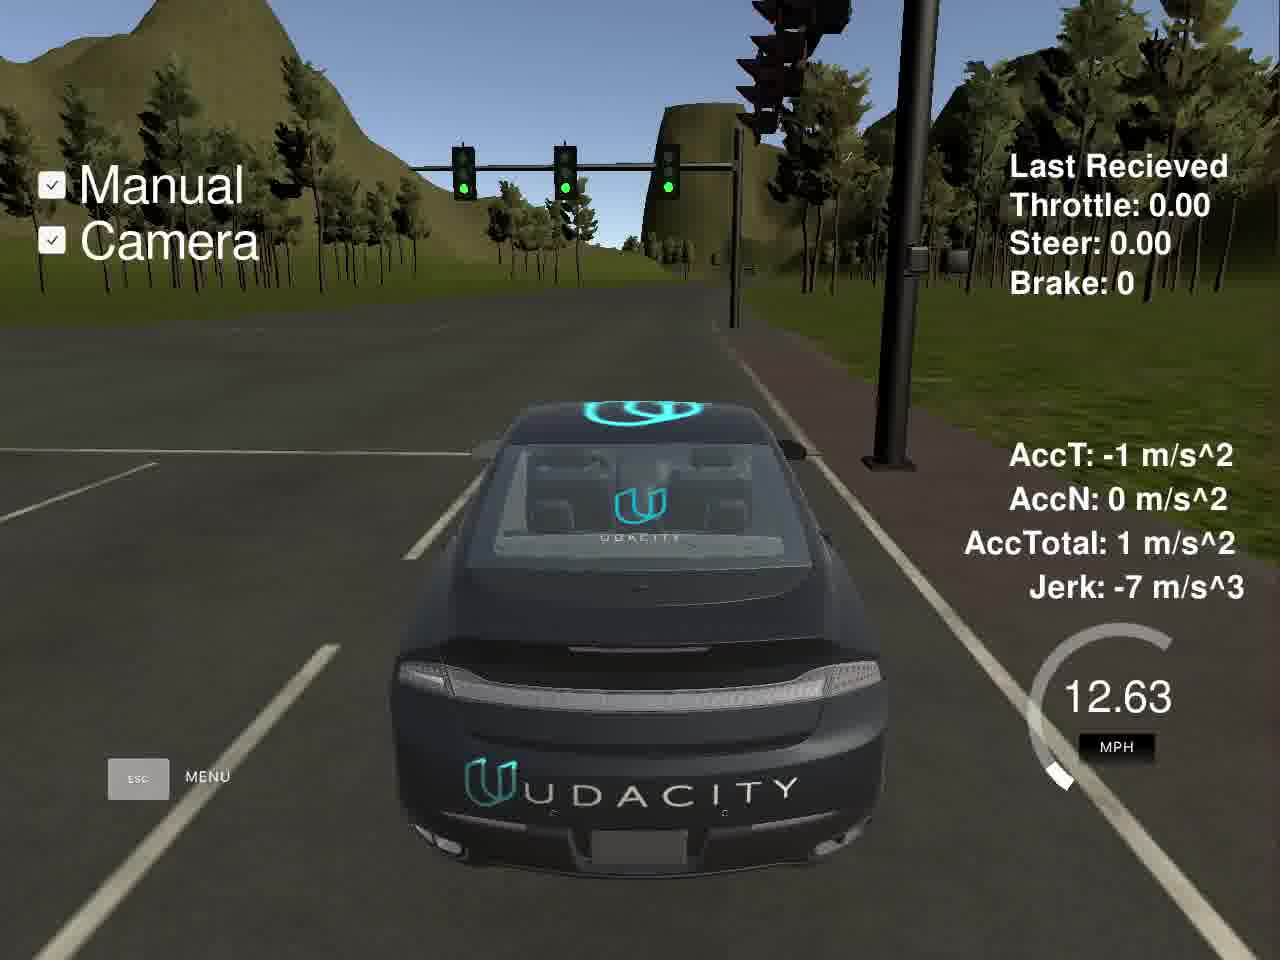 Manual
Camera
Last Recieved
Throttle: 0.00
Steer: 0.00
Brake: 0
AccT: -1 m/s^2
AccN: 0 m/s^2
AccTotal: 1 m/s^2
Jerk: -7 m/s^3
UDACITY
12.63
MPH
ESC MENU
UDACITY